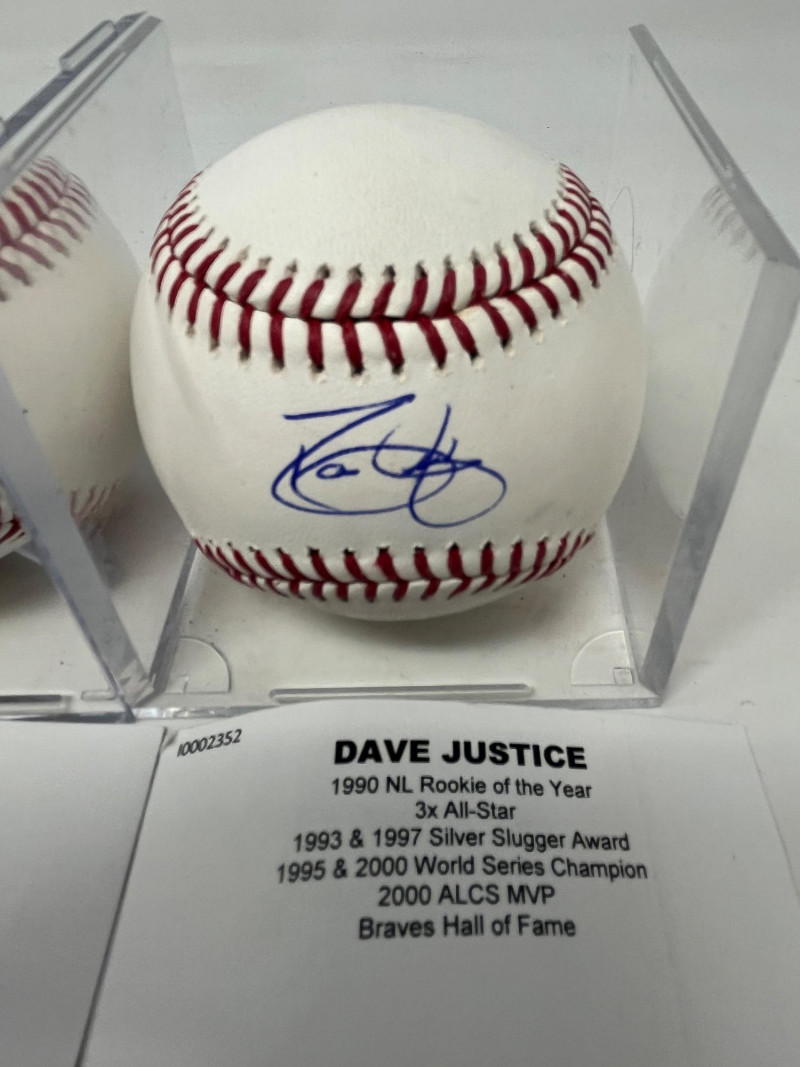 I0002352
DAVE JUSTICE
1990 NL Rookie of the Year
3x All-Star
1993 & 1997 Silver Slugger Award
1995 & 2000 World Series Champion
2000 ALCS MVP
Braves Hall of Fame